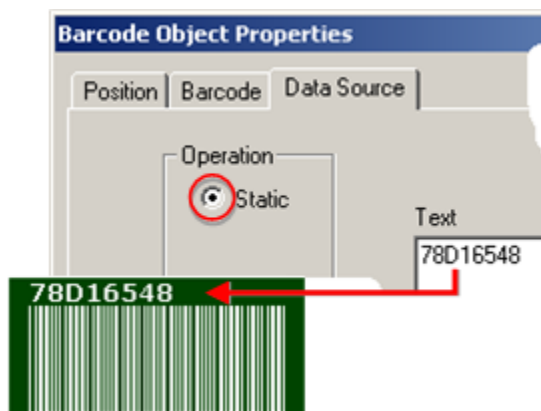 Barcode Object Properties
Position Barcode Data Source
Operation
Static
Text
78D16548
78D16548